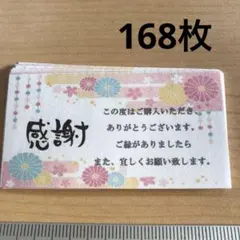 168枚
感謝
この度はご購入いただき、
ありがとうございます。
ご縁がありましたら
また、宜しくお願い致します。